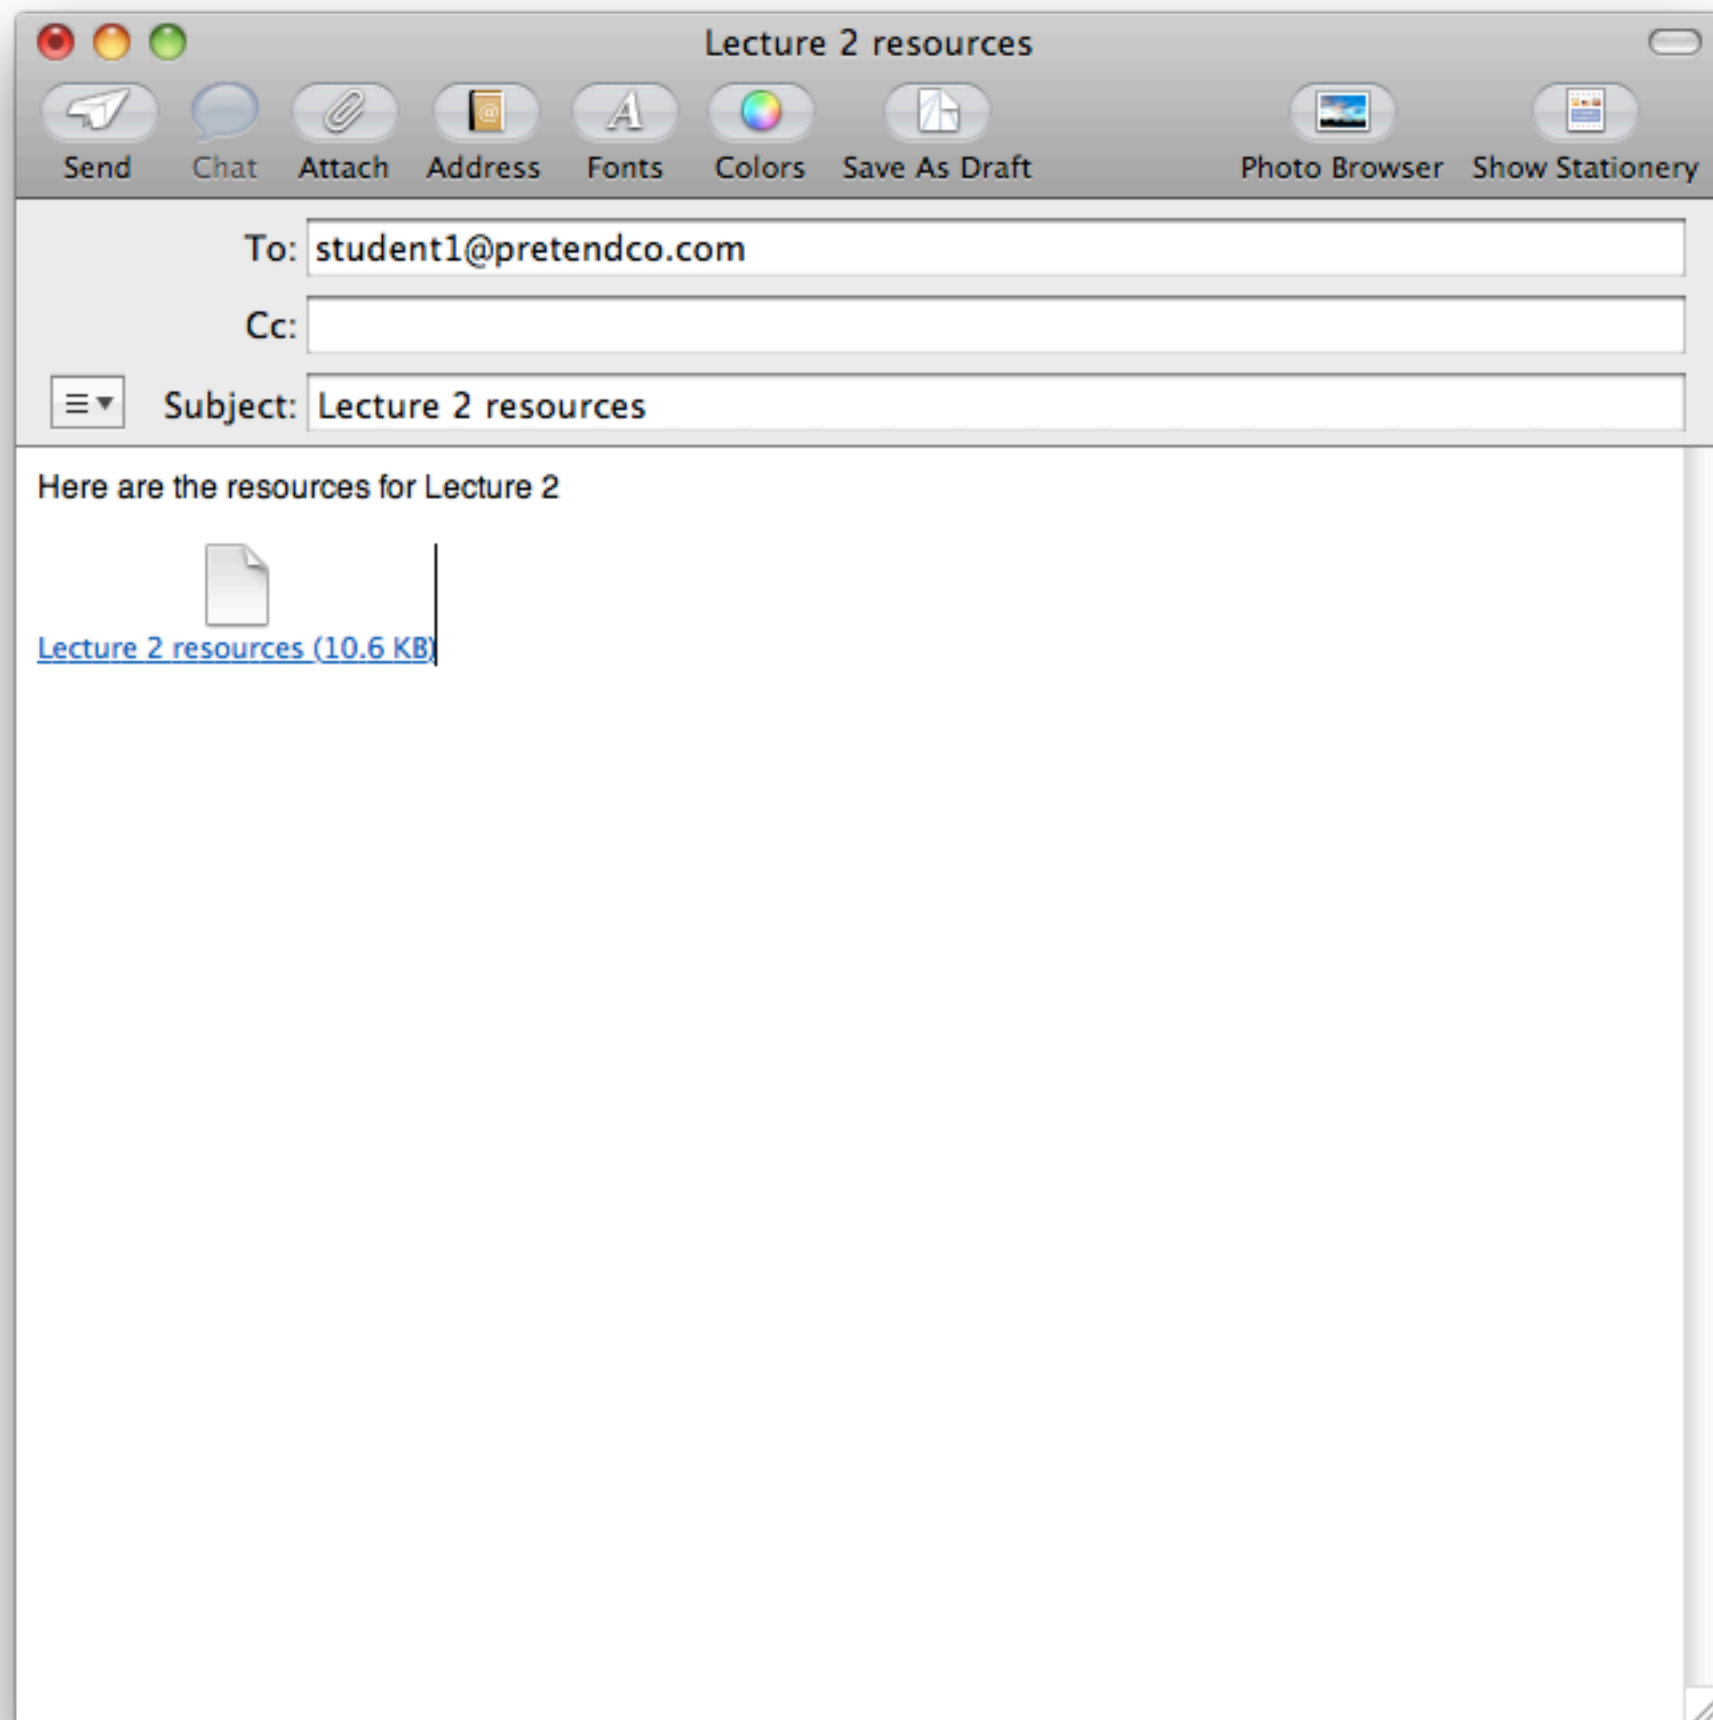 Lecture 2 resources
Send Chat Attach Address Fonts Colors Save As Draft Photo Browser Show Stationery
To: student1@pretendco.com
Cc:
Subject: Lecture 2 resources
Here are the resources for Lecture 2
Lecture 2 resources (10.6 KB)